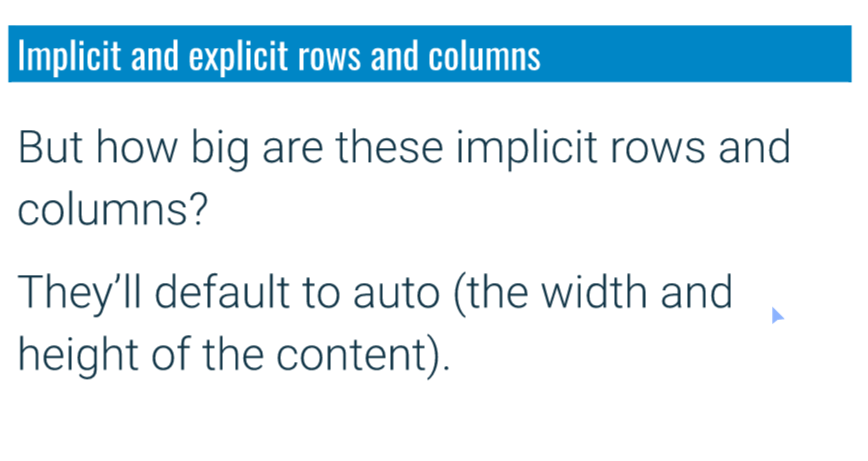 Implicit and explicit rows and columns
But how big are these implicit rows and
columns?
They’ll default to auto (the width and
height of the content).